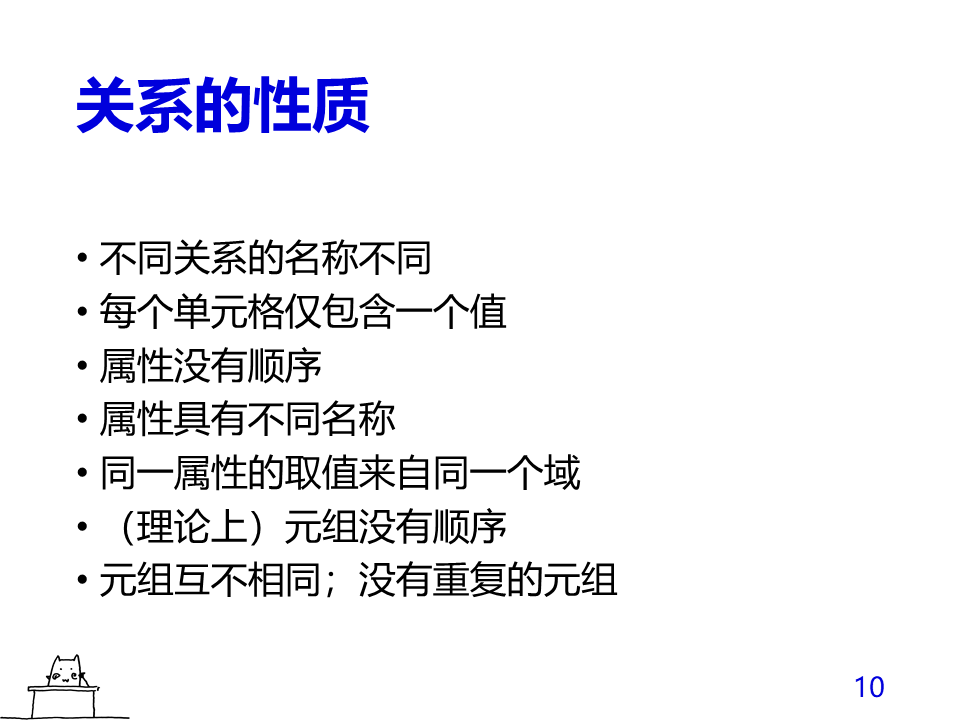 关系的性质
• 不同关系的名称不同
• 每个单元格仅包含一个值
• 属性没有顺序
• 属性具有不同名称
• 同一属性的取值来自同一个域
• （理论上）元组没有顺序
• 元组互不相同；没有重复的元组
10